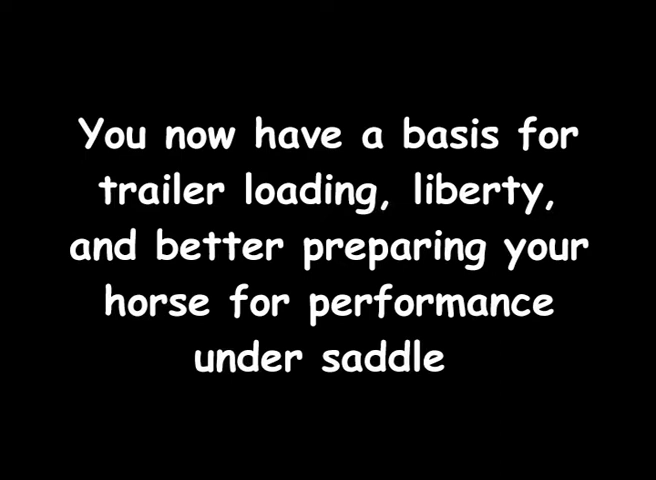 You now have a basis for
trailer loading, liberty,
and better preparing your
horse for performance
under saddle